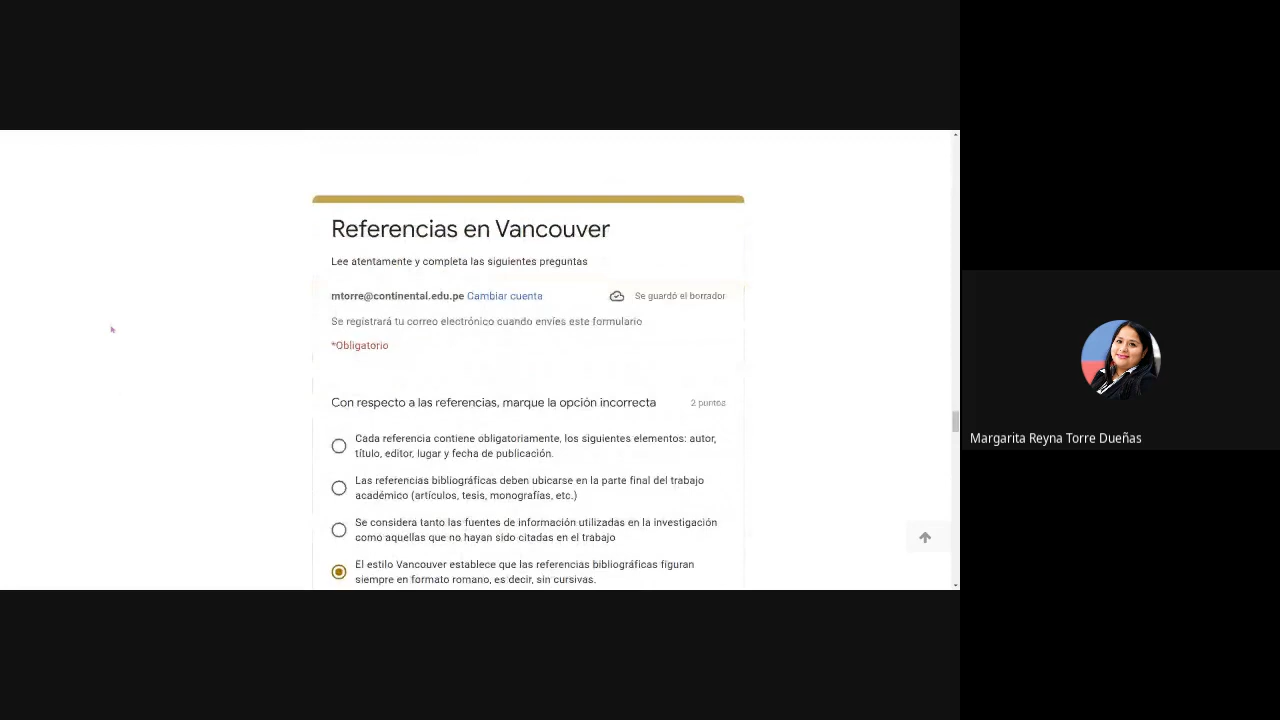 Referencias en Vancouver
Lee atentamente y completa las siguientes preguntas
mtorre@continental.edu.pe Cambiar cuenta
Se guardó el borrador
Se registrará tu correo electrónico cuando envíes este formulario
*Obligatorio
Con respecto a las referencias, marque la opción incorrecta
2 puntos
Cada referencia contiene obligatoriamente, los siguientes elementos: autor,
título, editor, lugar y fecha de publicación.
Las referencias bibliográficas deben ubicarse en la parte final del trabajo
académico (artículos, tesis, monografías, etc.)
Se considera tanto las fuentes de información utilizadas en la investigación
como aquellas que no hayan sido citadas en el trabajo
El estilo Vancouver establece que las referencias bibliográficas figuran
siempre en formato romano, es decir, sin cursivas.
Margarita Reyna Torre Dueñas